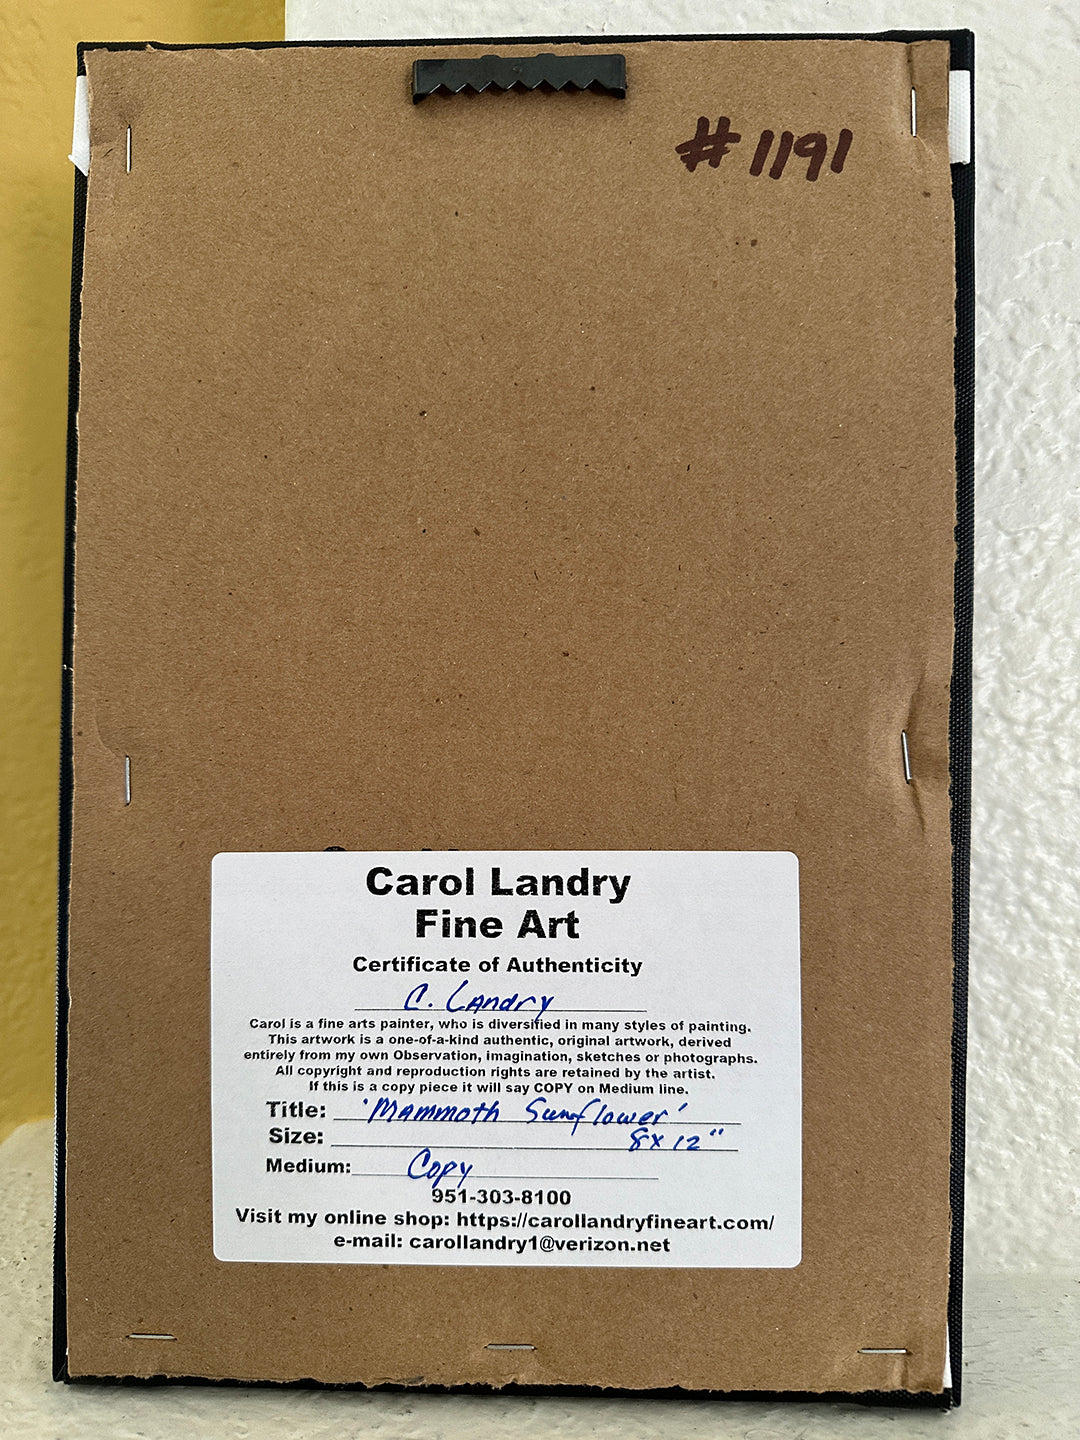 #1191
Carol Landry
Fine Art
Certificate of Authenticity
C. Landry
Carol is a fine arts painter, who is diversified in many styles of painting.
This artwork is a one-of-a-kind authentic, original artwork, derived
entirely from my own Observation, imagination, sketches or photographs.
All copyright and reproduction rights are retained by the artist.
If this is a copy piece it will say COPY on Medium line.
Title: 'Mammoth Sunflower'
Size: 8x12"
Medium: Copy
951-303-8100
Visit my online shop: https://carollandryfineart.com/
e-mail: carollandry1@verizon.net